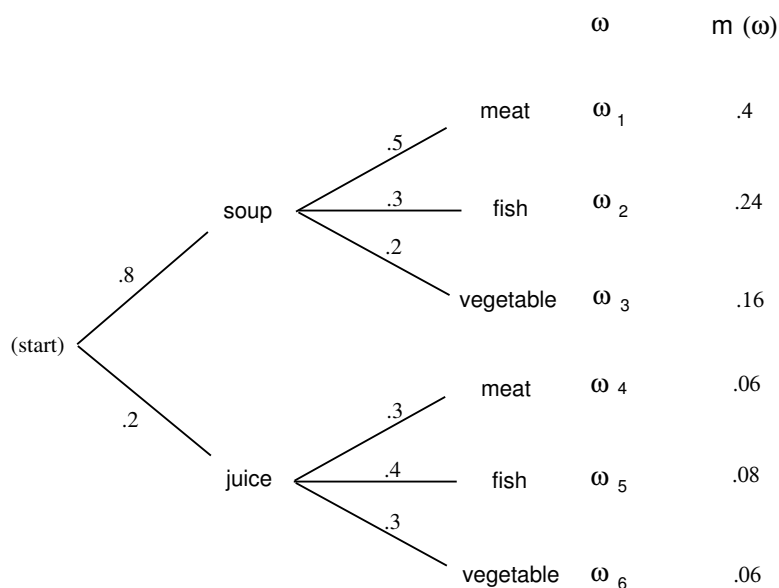 ω m (ω)
meat ω 1 .4
.5
soup .3 fish ω 2 .24
.2
.8
vegetable ω 3 .16
(start)
meat ω 4 .06
.3
.2
juice .4 fish ω 5 .08
.3
vegetable ω 6 .06